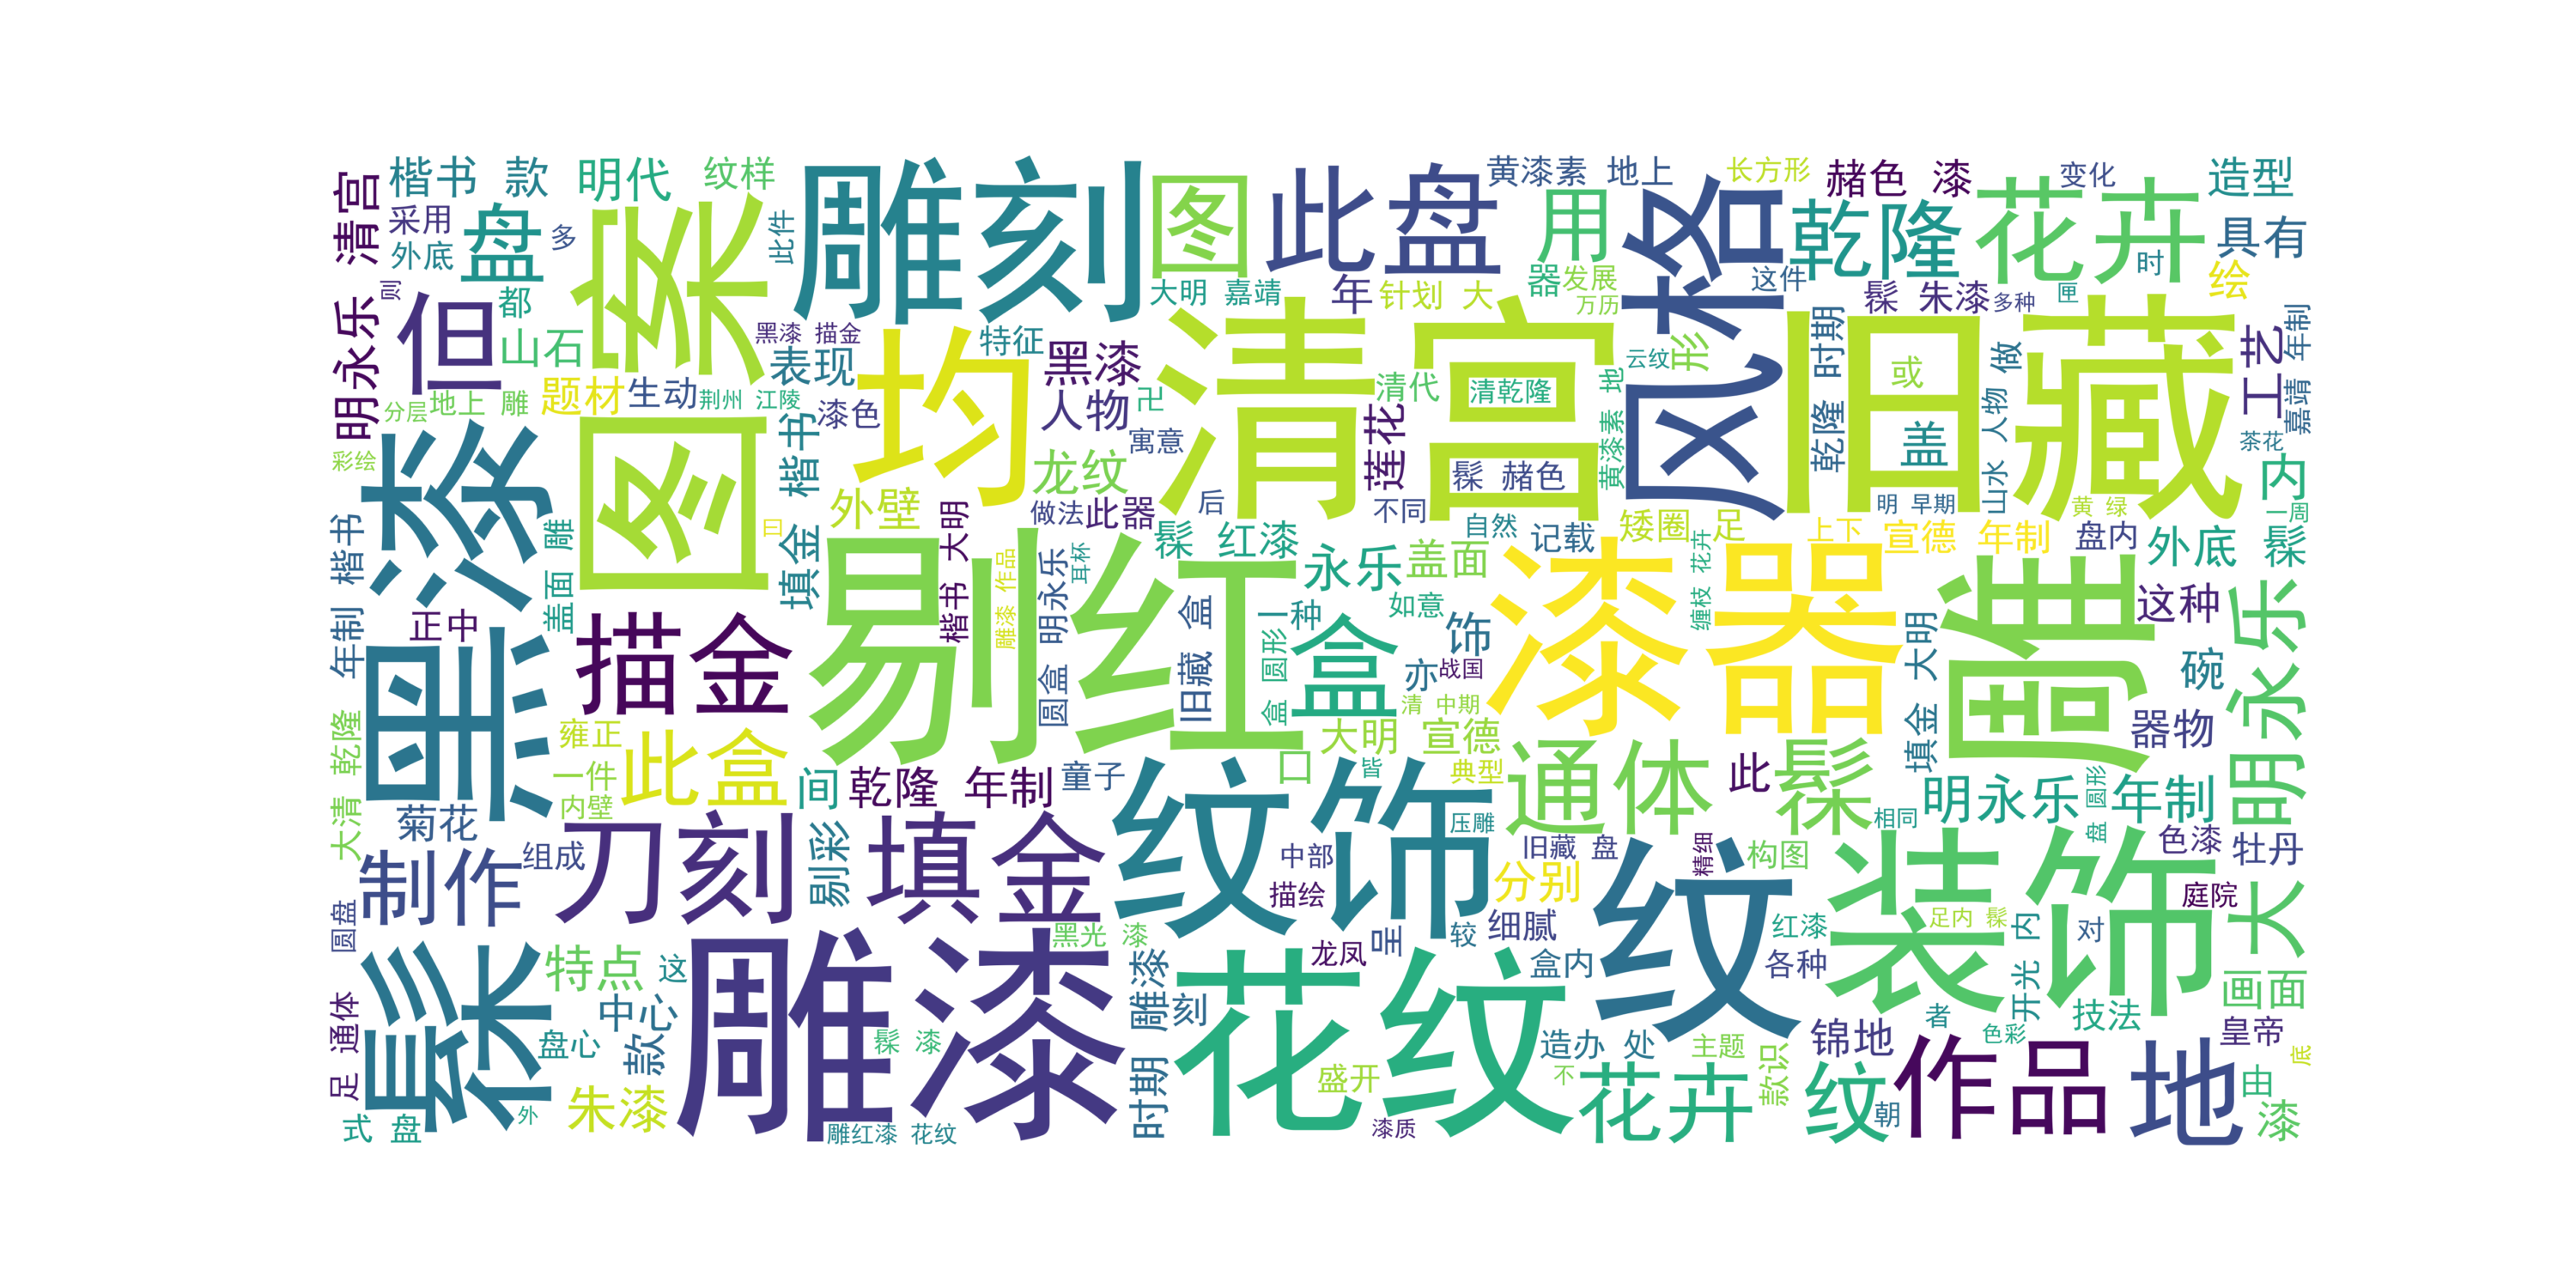 清宫
楷书 款
明代
纹样
雕刻
图
此盘
黄漆素 地上
用
长方形
赭色 漆
变化
造型
采用
外底
盘
多
图案
此件
风格
乾隆
花卉
具有
时
绘
明永乐
则
但
都
大明 嘉靖
年
针划 大
器
发展
万历
这件
髹 朱漆
多种
匣
山石
黑漆 描金
表现
均
特征
黑漆
清宫
云纹
形
旧藏
乾隆 时期
或
做
工艺
嘉靖 年制
分层
地上 雕
题材
生动
荆州 江陵
漆色
人物
卍
清代
清乾隆
地
黄漆素
盖
山水 人物
茶花
彩绘
黑漆
楷书
填金
龙纹
寓意
莲花
髹 赭色
内
外壁
曰
做法
此器
后
不同
自然
记载
矮圈 足
明 早期
上下
宣德 年制
盘内
黄 绿
一周
外底 髹
年制 楷书
盖面 雕
剔红
楷书 大明
雕漆 作品
圆盒 明永乐
耳杯
髹 红漆
永乐
盖面
漆器
缠枝 花卉
雕
这种
明永乐
正中
描金
旧藏 盒
一种
盒
盒 圆形
如意
饰
亦
战国
清 中期
填金 大明
碗
器物
大清 乾隆
雍正
一件
此盒
内壁
间
乾隆 年制
童子
口
大明 宣德
皆
典型
通体
此
髹
明永乐
圆形
年制
菊花
刀刻
填金
纹饰
压雕
相同
盘
色漆
牡丹
制作
组成
剔彩
中部
旧藏 盘
精细
构图
装饰
圆盘
描绘
分别
纹
庭院
大
髹
特点
这
雕漆
黑光 漆
时期 雕漆
龙凤
呈
较
细腻
红漆
足内 髹
开光 内
对
足 通体
中心
款
刻
花纹
盒内
各种
画面
盘心
髹 漆
造办 处
主题
款识
锦地
者
色彩
技法
皇帝
底
式 盘
外
朱漆
雕红漆 花纹
盛开
漆质
不
花卉
纹
朝
作品
地
由
漆